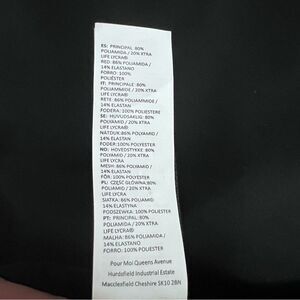 ES: PRINCIPAL: 80%
POLIAMIDA / 20% XTRA
LIFE LYCRA®
RED: 86% POLIAMIDA /
14% ELASTANO
FORRO: 100%
POLIÉSTER
IT: PRINCIPALE: 80%
POLIAMMIDE / 20% XTRA
LIFE LYCRA®
RETE: 86% POLIAMMIDE /
14% ELASTAN
FODERA: 100% POLIESTERE
SE: HUVUDSAKLIG: 80%
POLYAMID / 20% XTRA
LIFE LYCRA®
NÄTDUK: 86% POLYAMID /
14% ELASTAN
FODER: 100% POLYESTER
NO: HOVEDSTYKKE: 80%
POLYAMID / 20% XTRA
LIFE LYCRA®
MESH: 86% POLYAMID /
14% ELASTAN
FÔR: 100% POLYESTER
PL: CZĘŚĆ GŁÓWNA: 80%
POLIAMID / 20% XTRA
LIFE LYCRA®
SIATKA: 86% POLIAMID /
14% ELASTYNA
PODSZEWKA: 100% POLIESTER
PT: PRINCIPAL: 80%
POLIAMIDA / 20% XTRA
LIFE LYCRA®
MALHA: 86% POLIAMIDA /
14% ELASTANO
FORRO: 100% POLIESTER
Pour Moi Queens Avenue
Hurdsfield Industrial Estate
Macclesfield Cheshire SK10 2BN